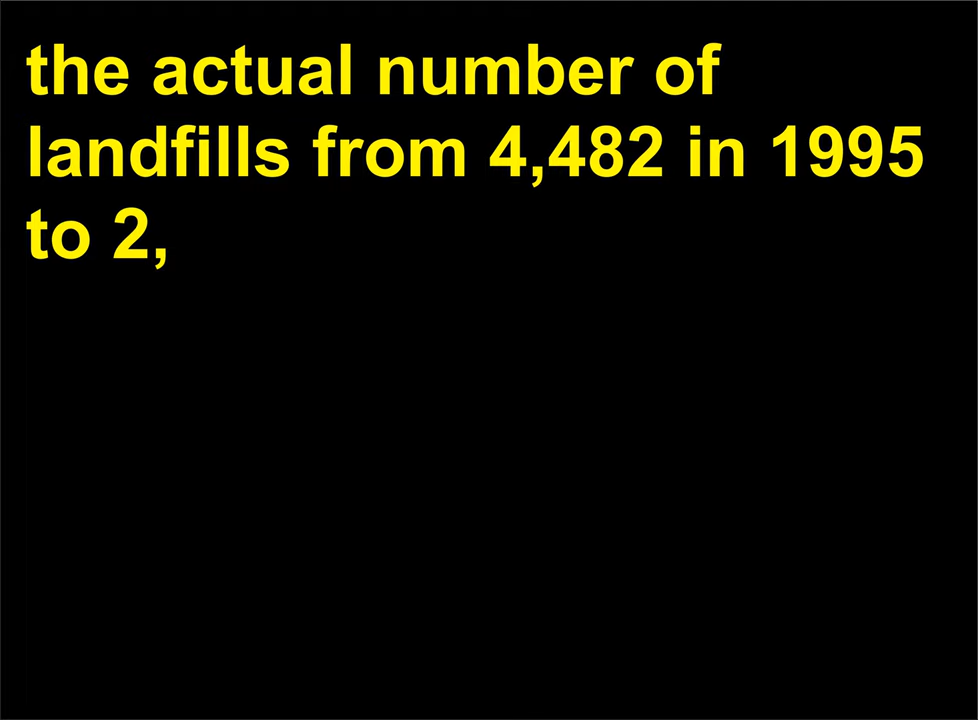 the actual number of
landfills from 4,482 in 1995
to 2,